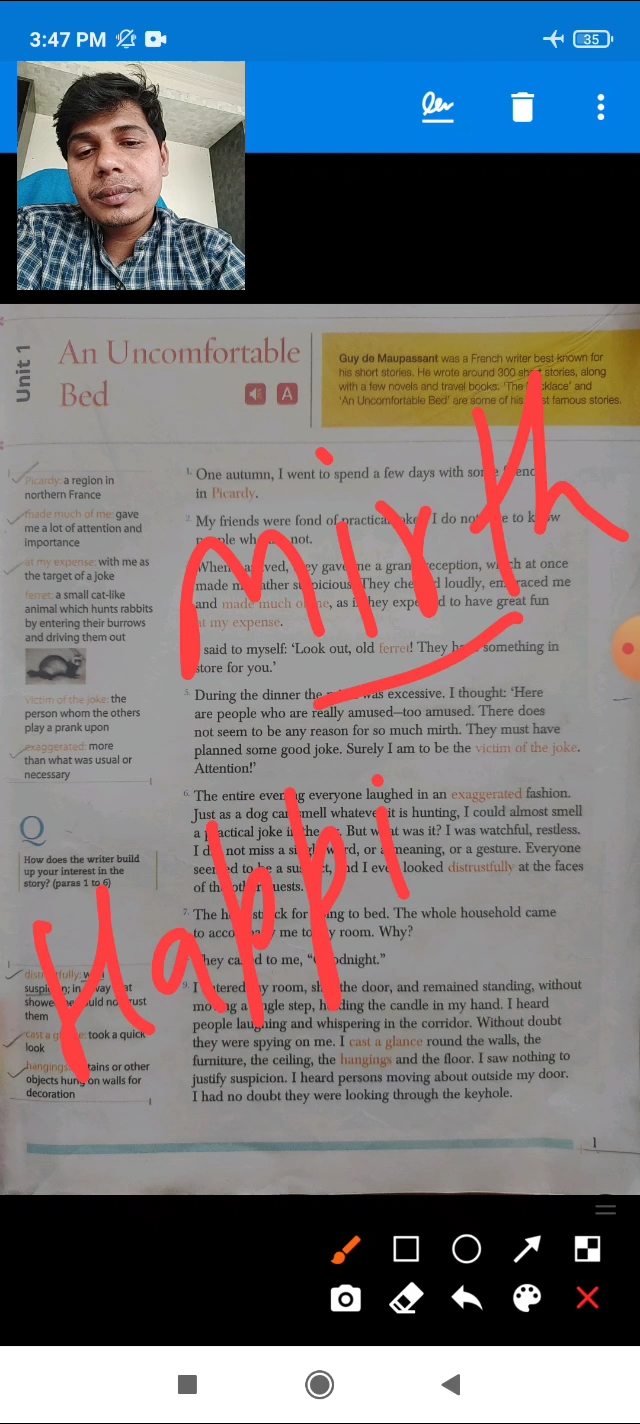 3:47 PM
35
Unit 1
An Uncomfortable
Bed
A
Guy de Maupassant was a French writer best known for
his short stories. He wrote around 300 short stories, along
with a few novels and travel books. 'The Necklace' and
'An Uncomfortable Bed' are some of his most famous stories.
Picardy: a region in
northern France
made much of me: gave
me a lot of attention and
importance
at my expense: with me as
the target of a joke
ferret: a small cat-like
animal which hunts rabbits
by entering their burrows
and driving them out
Victim of the joke: the
person whom the others
play a prank upon
exaggerated: more
than what was usual or
necessary
Q
How does the writer build
up your interest in the
story? (paras 1 to 6)
distrustfully:
suspicion; in way that
showed could not trust
them
cast a glance: took a quick
look
hangings: curtains or other
objects hung on walls for
decoration
1. One autumn, I went to spend a few days with some friends
in Picardy.
2. My friends were fond of practical jokes. I do not care to know
people who are not.
When I arrived, they gave me a grand reception, which at once
made me rather suspicious. They cheered loudly, embraced me
and made much of me, as if they expected to have great fun
at my expense.
I said to myself: 'Look out, old ferret! They have something in
store for you.'
5. During the dinner the mirth was excessive. I thought: 'Here
are people who are really amused—too amused. There does
not seem to be any reason for so much mirth. They must have
planned some good joke. Surely I am to be the victim of the joke.
Attention!'
6. The entire evening everyone laughed in an exaggerated fashion.
Just as a dog can smell whatever it is hunting, I could almost smell
a practical joke in the air. But what was it? I was watchful, restless.
I did not miss a single word, or a meaning, or a gesture. Everyone
seemed to be a suspect, and I even looked distrustfully at the faces
of the other guests.
7. The hour struck for going to bed. The whole household came
to accompany me to my room. Why?
They called to me, "Goodnight."
9. I entered my room, shut the door, and remained standing, without
moving a single step, holding the candle in my hand. I heard
people laughing and whispering in the corridor. Without doubt
they were spying on me. I cast a glance round the walls, the
furniture, the ceiling, the hangings and the floor. I saw nothing to
justify suspicion. I heard persons moving about outside my door.
I had no doubt they were looking through the keyhole.
1
mirth
Happi